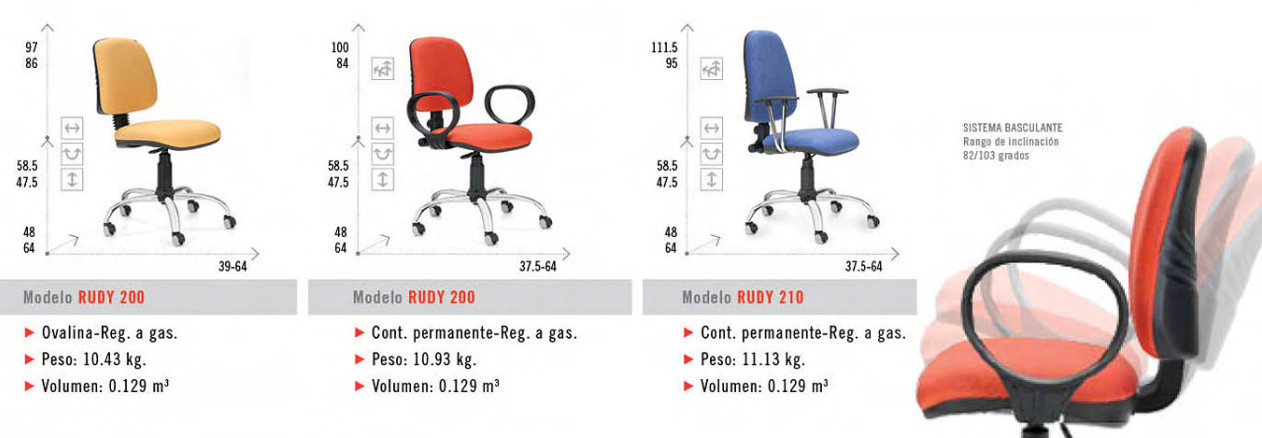 97
86
58.5
47.5
48
64
39-64
Modelo RUDY 200
► Ovalina-Reg. a gas.
► Peso: 10.43 kg.
► Volumen: 0.129 m³
100
84
58.5
47.5
48
64
37.5-64
Modelo RUDY 200
► Cont. permanente-Reg. a gas.
► Peso: 10.93 kg.
► Volumen: 0.129 m³
111.5
95
58.5
47.5
48
64
37.5-64
Modelo RUDY 210
► Cont. permanente-Reg. a gas.
► Peso: 11.13 kg.
► Volumen: 0.129 m³
SISTEMA BASCULANTE
Rango de inclinación
82/103 grados